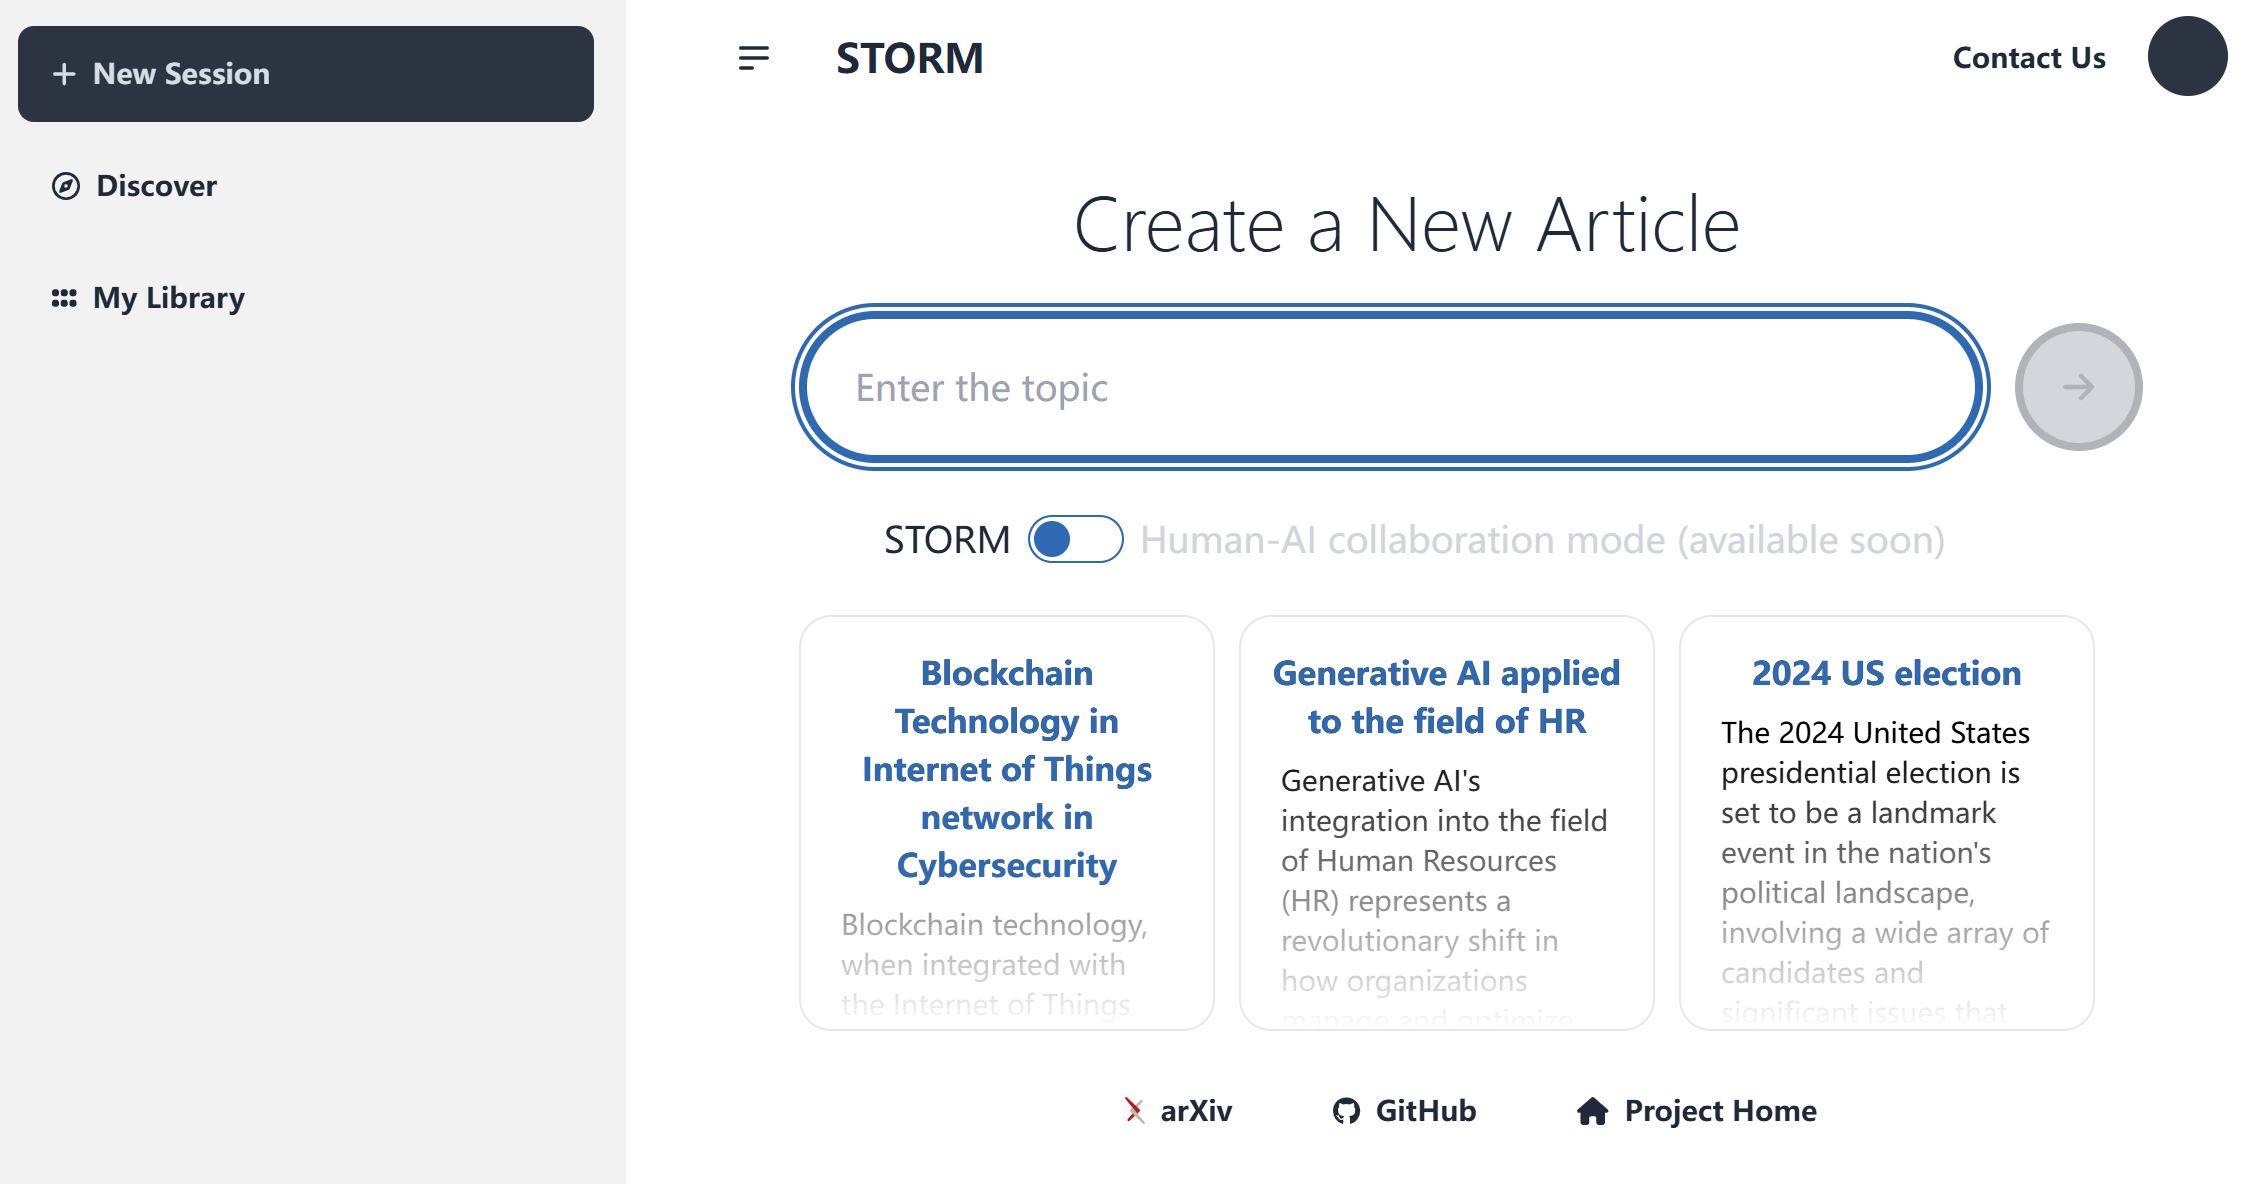 New Session
Discover
My Library
STORM
Contact Us
Create a New Article
Enter the topic
STORM
Human-AI collaboration mode (available soon)
Blockchain
Technology in
Internet of Things
network in
Cybersecurity
Blockchain technology,
when integrated with
the Internet of Things
Generative AI applied
to the field of HR
Generative AI's
integration into the field
of Human Resources
(HR) represents a
revolutionary shift in
how organizations
manage and optimize
2024 US election
The 2024 United States
presidential election is
set to be a landmark
event in the nation's
political landscape,
involving a wide array of
candidates and
significant issues that
arXiv
GitHub
Project Home